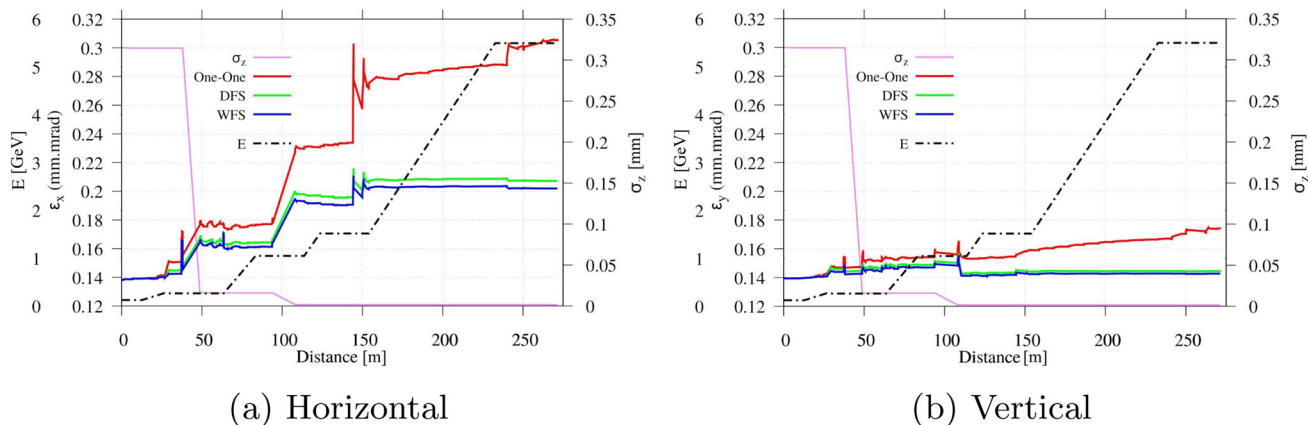 6 0.32 0.35
5 0.3 0.3
0.28 0.25
4 0.26
0.24 0.2
3 0.22
0.2 0.15
2 0.18 0.1
1 0.16
0.14 0.05
0 0.12 0
E [GeV]
εx (mm.mrad)
σz
One-One
DFS
WFS
E
σz [mm]
0 50 100 150 200 250
Distance [m]
(a) Horizontal
6 0.32 0.35
5 0.3 0.3
0.28 0.25
4 0.26
0.24 0.2
3 0.22
0.2 0.15
2 0.18 0.1
1 0.16
0.14 0.05
0 0.12 0
E [GeV]
εy (mm.mrad)
σz
One-One
DFS
WFS
E
σz [mm]
0 50 100 150 200 250
Distance [m]
(b) Vertical